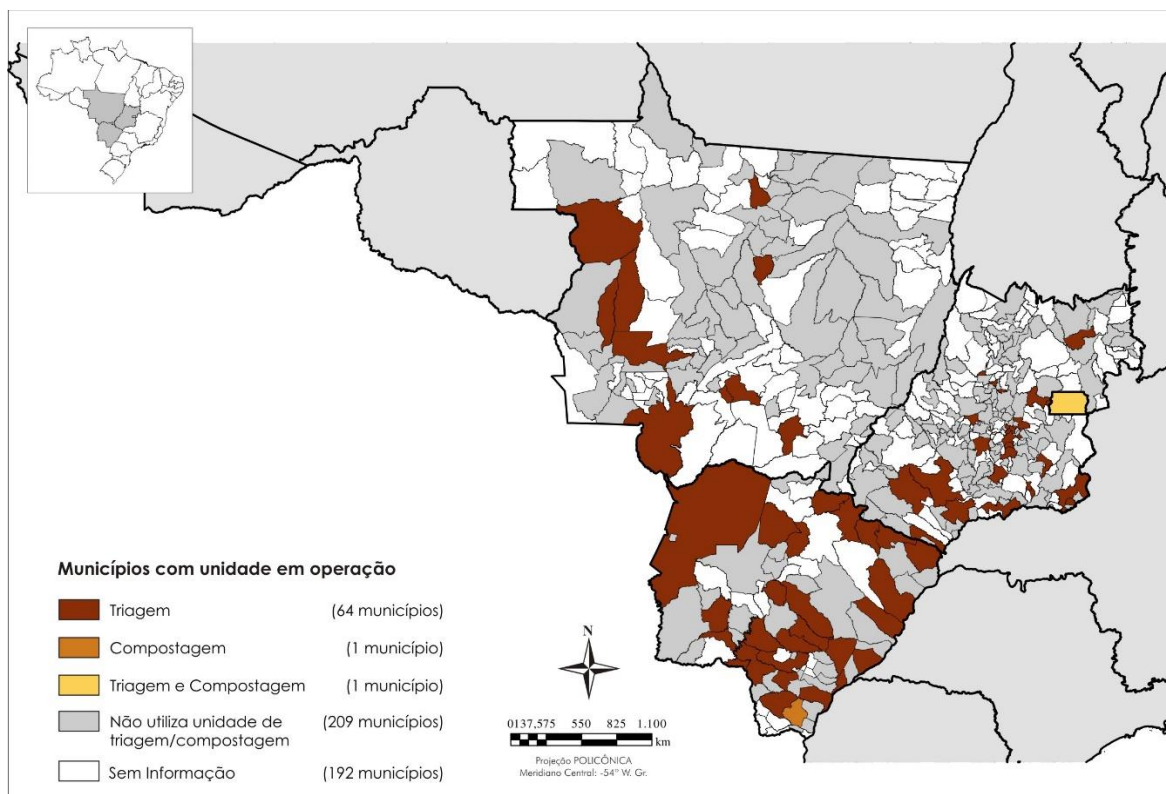 Municípios com unidade em operação
Triagem (64 municípios)
Compostagem (1 município)
Triagem e Compostagem (1 município)
Não utiliza unidade de
triagem/compostagem (209 municípios)
Sem Informação (192 municípios)
N
0137,575 550 825 1.100
km
Projeção POLICÔNICA
Meridiano Central: -54° W. Gr.